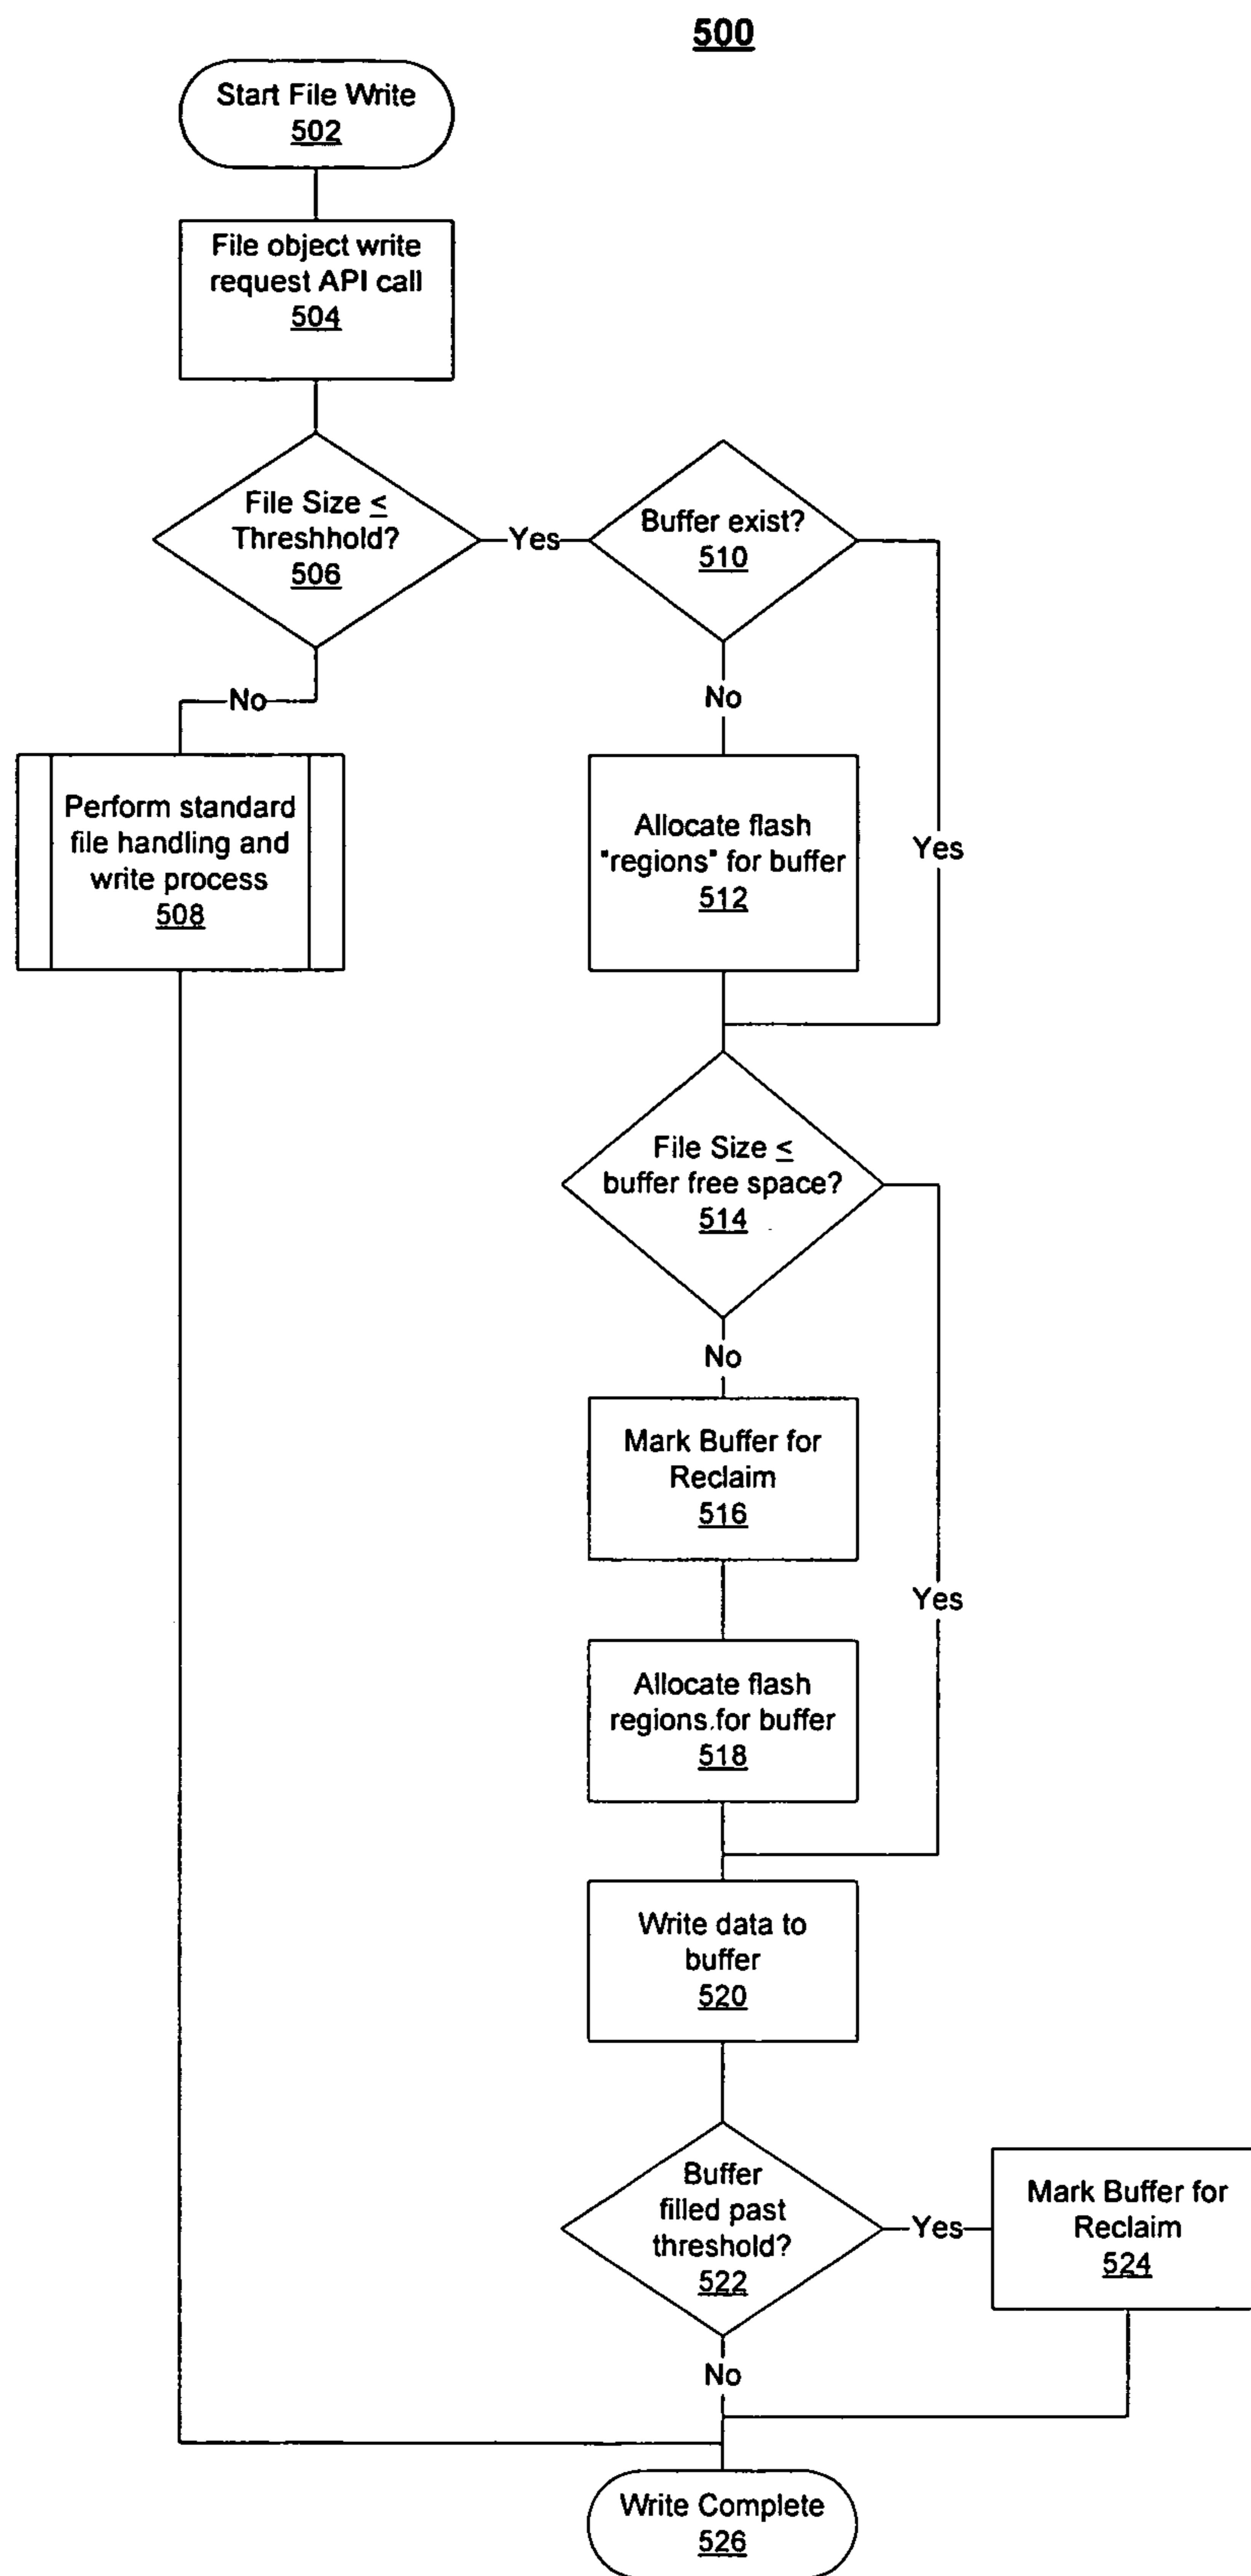 500
Start File Write
502
File object write
request API call
504
File Size ≤
Threshhold?
506
Yes
Buffer exist?
510
No
No
Yes
Perform standard
file handling and
write process
508
Allocate flash
"regions" for buffer
512
File Size ≤
buffer free space?
514
No
Mark Buffer for
Reclaim
516
Yes
Allocate flash
regions for buffer
518
Write data to
buffer
520
Buffer
filled past
threshold?
522
Yes
Mark Buffer for
Reclaim
524
No
Write Complete
526